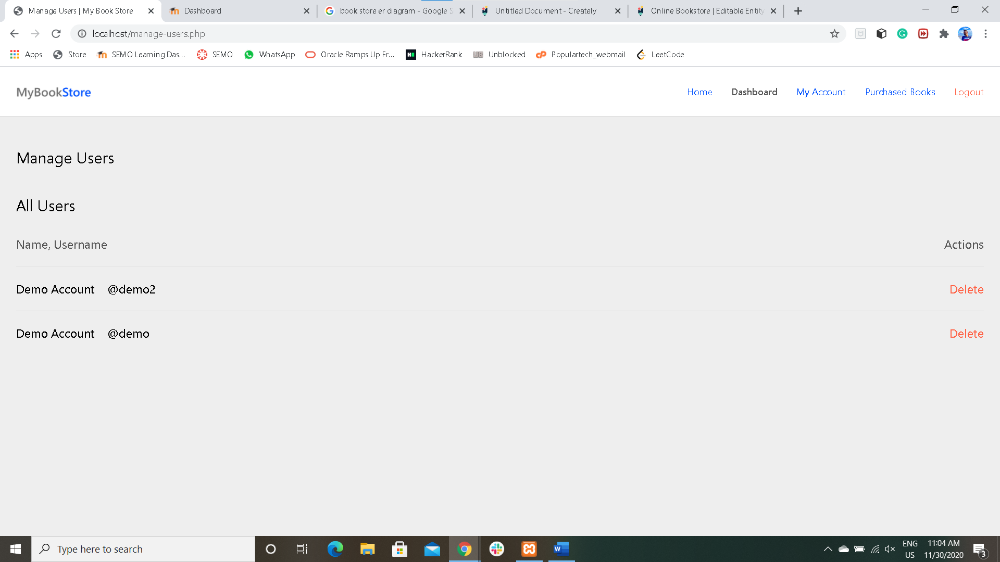 Manage Users | My Book Store
Dashboard
book store er diagram - Google S
Untitled Document - Creately
Online Bookstore | Editable Entity
localhost/manage-users.php
Apps
Store
SEMO Learning Das...
SEMO
WhatsApp
Oracle Ramps Up Fr...
HackerRank
Unblocked
Populartech_webmail
LeetCode
MyBookStore
Home
Dashboard
My Account
Purchased Books
Logout
Manage Users
All Users
Name, Username
Actions
Demo Account @demo2
Delete
Demo Account @demo
Delete
Type here to search
ENG
US
11:04 AM
11/30/2020
3